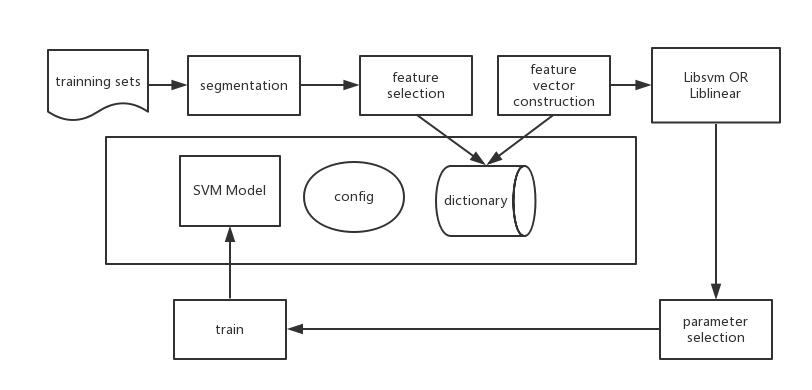 trainning sets
segmentation
feature
selection
feature
vector
construction
Libsvm OR
Liblinear
SVM Model
config
dictionary
train
parameter
selection